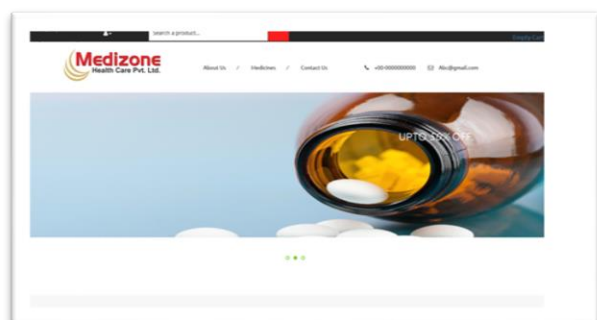 Search a product...
Empty Cart
Medizone
Health Care Pvt. Ltd.
About Us // Medicines // Contact Us
+00-0000000000 Abc@gmail.com
UPTO 30% OFF